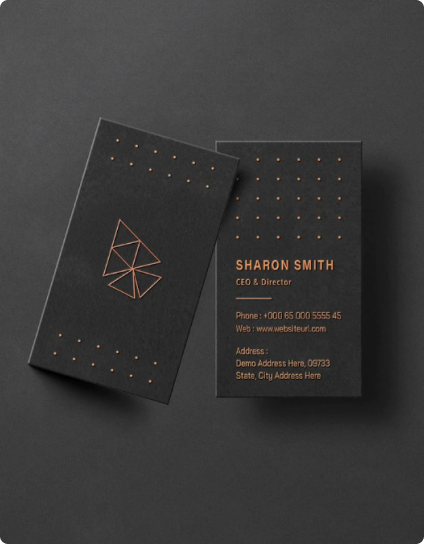 SHARON SMITH
CEO & Director
Phone : +000 65 000 5555 45
Web : www.websiteurl.com
Address :
Demo Address Here, 09733
State, City Address Here